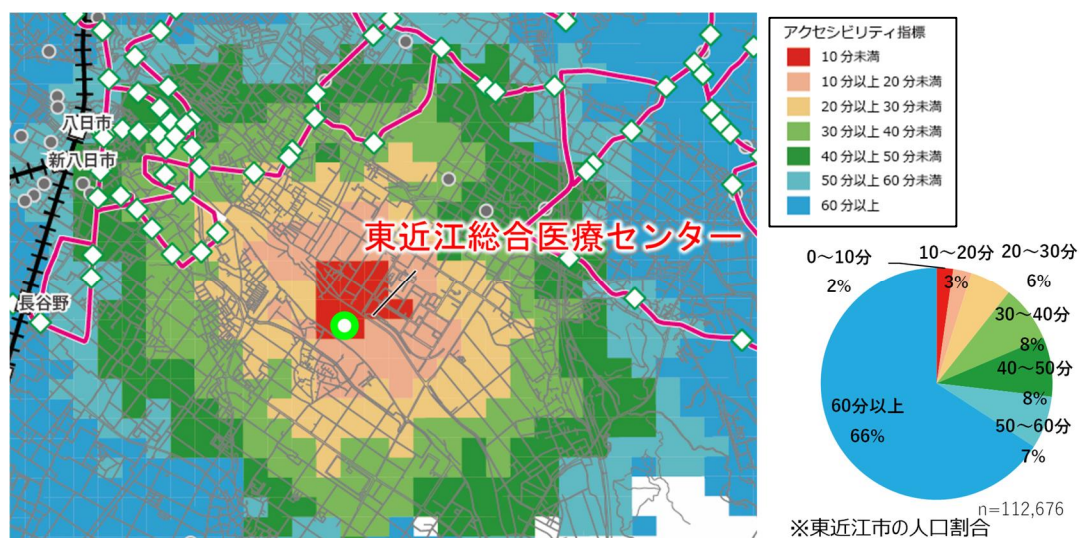 八日市
新八日市
長谷野
東近江総合医療センター
アクセシビリティ指標
10分未満
10分以上20分未満
20分以上30分未満
30分以上40分未満
40分以上50分未満
50分以上60分未満
60分以上
0～10分
2%
10～20分
3%
20～30分
6%
30～40分
8%
40～50分
8%
50～60分
7%
60分以上
66%
n=112,676
※東近江市の人口割合